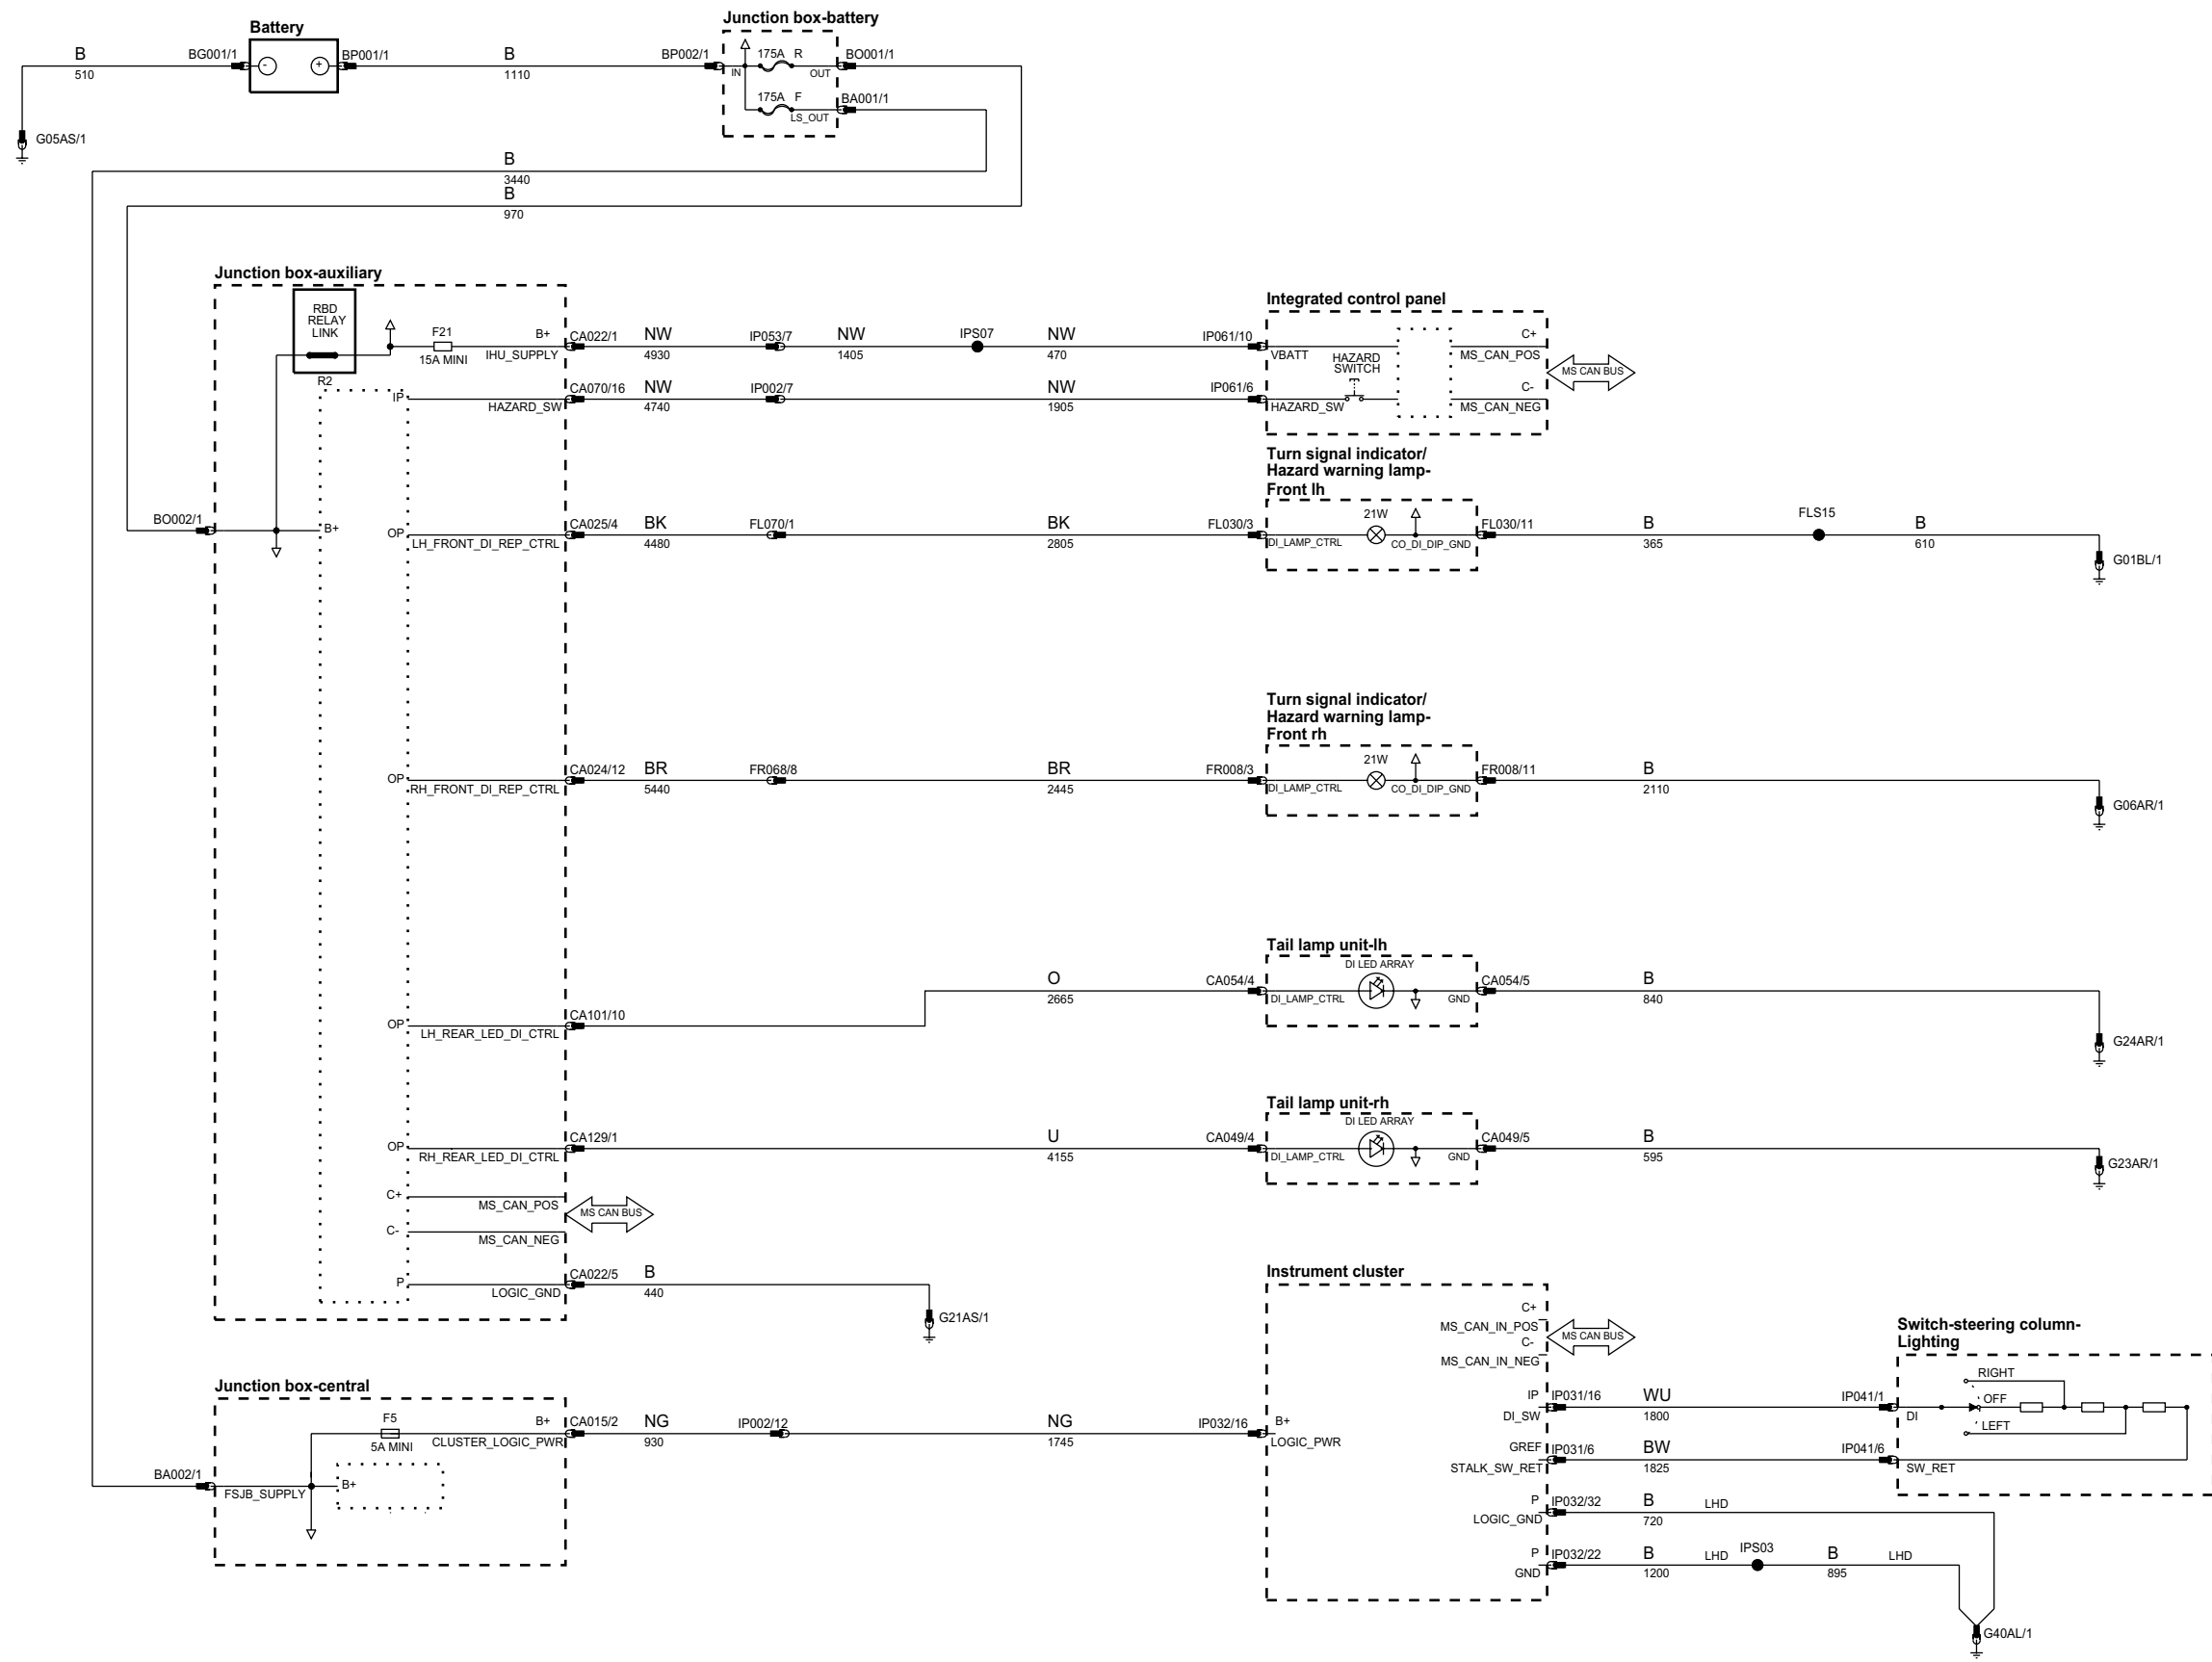 Battery
Junction box-battery
B
510
BG001/1
-
+
BP001/1
B
1110
BP002/1
IN
175A R
OUT
BO001/1
175A F
LS_OUT
BA001/1
G05AS/1
B
3440
B
970
Junction box-auxiliary
RBD
RELAY
LINK
R2
F21
15A MINI
B+
IHU_SUPPLY
CA022/1
NW
4930
IP053/7
NW
1405
IPS07
NW
470
IP061/10
Integrated control panel
VBATT
HAZARD
SWITCH
C+
MS_CAN_POS
MS CAN BUS
C-
MS_CAN_NEG
IP
HAZARD_SW
CA070/16
NW
4740
IP002/7
NW
1905
IP061/6
HAZARD_SW
Turn signal indicator/
Hazard warning lamp-
Front lh
BO002/1
B+
OP
LH_FRONT_DI_REP_CTRL
CA025/4
BK
4480
FL070/1
BK
2805
FL030/3
DI_LAMP_CTRL
21W
CO_DI_DIP_GND
FL030/11
B
365
FLS15
B
610
G01BL/1
Turn signal indicator/
Hazard warning lamp-
Front rh
OP
RH_FRONT_DI_REP_CTRL
CA024/12
BR
5440
FR068/8
BR
2445
FR008/3
DI_LAMP_CTRL
21W
CO_DI_DIP_GND
FR008/11
B
2110
G06AR/1
Tail lamp unit-lh
OP
LH_REAR_LED_DI_CTRL
CA101/10
O
2665
CA054/4
DI_LAMP_CTRL
DI LED ARRAY
GND
CA054/5
B
840
G24AR/1
Tail lamp unit-rh
OP
RH_REAR_LED_DI_CTRL
CA129/1
U
4155
CA049/4
DI_LAMP_CTRL
DI LED ARRAY
GND
CA049/5
B
595
G23AR/1
C+
MS_CAN_POS
MS CAN BUS
C-
MS_CAN_NEG
P
LOGIC_GND
CA022/5
B
440
G21AS/1
Instrument cluster
C+
MS_CAN_IN_POS
C-
MS_CAN_IN_NEG
MS CAN BUS
Switch-steering column-
Lighting
Junction box-central
F5
5A MINI
B+
CLUSTER_LOGIC_PWR
CA015/2
NG
930
IP002/12
NG
1745
IP032/16
B+
LOGIC_PWR
BA002/1
FSJB_SUPPLY
B+
IP
DI_SW
IP031/16
WU
1800
IP041/1
DI
RIGHT
OFF
LEFT
GREF
STALK_SW_RET
IP031/6
BW
1825
IP041/6
SW_RET
P
LOGIC_GND
IP032/32
B
720
LHD
P
GND
IP032/22
B
1200
LHD
IPS03
B
895
LHD
G40AL/1